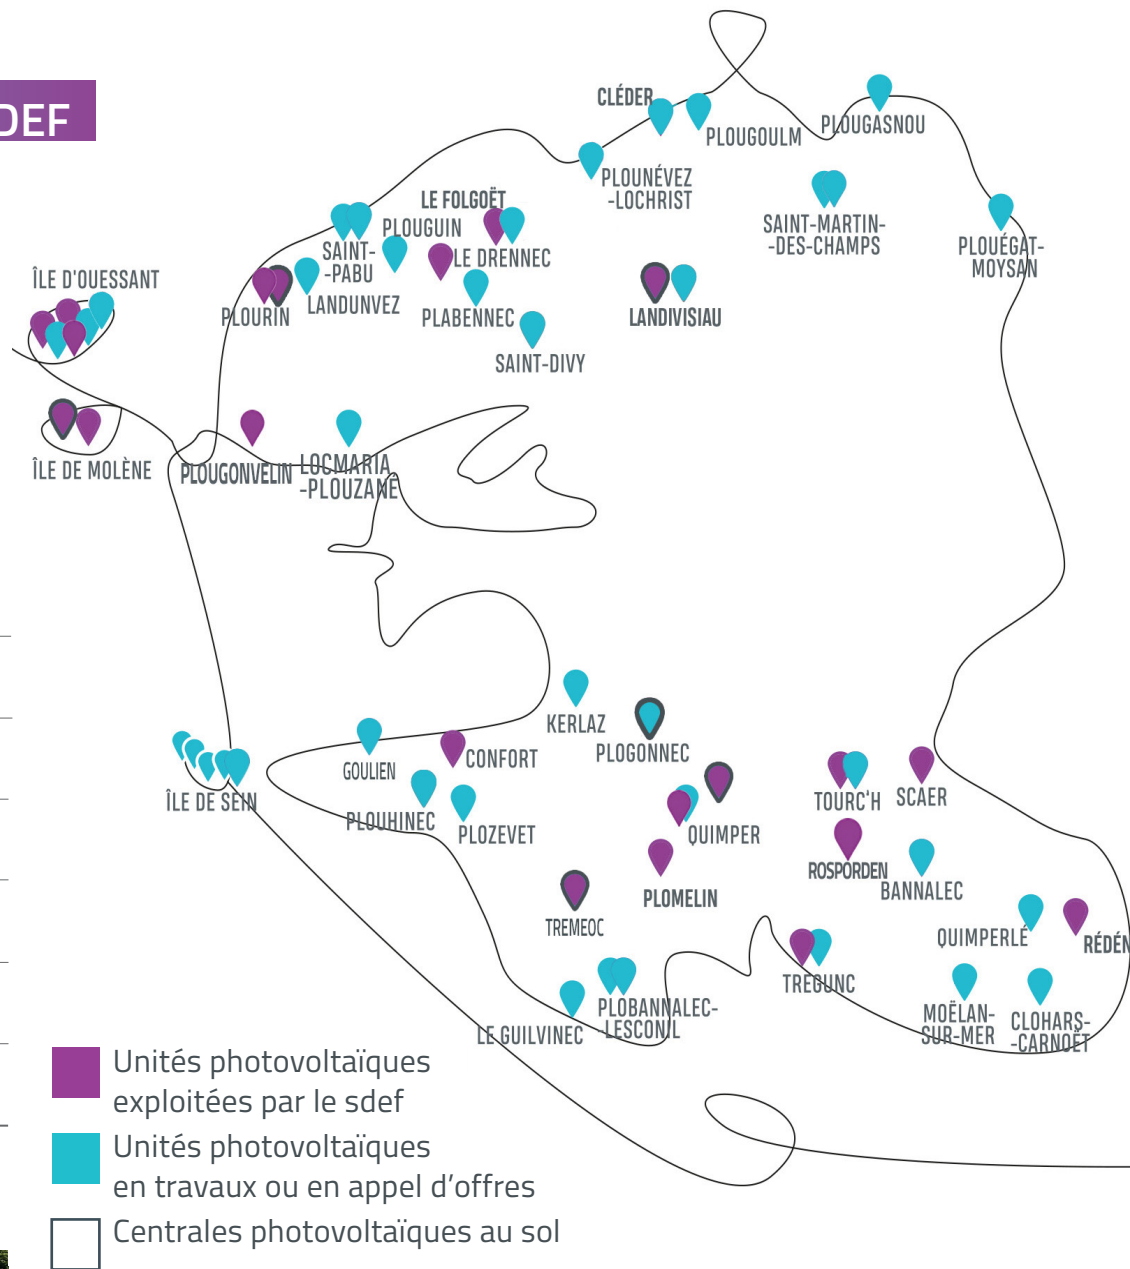 DEF
CLÉDER
PLOUGOULM
PLOUGASNOU
PLOUNÉVEZ
-LOCHRIST
LE FOLGOËT
PLOUGUIN
SAINT-MARTIN-
-DES-CHAMPS
PLOUÉGAT-
MOYSAN
SAINT-
-PABU
LE DRENNEC
ÎLE D'OUESSANT
LANDUNVEZ
PLOURIN
PLABENNEC
LANDIVISIAU
SAINT-DIVY
ÎLE DE MOLÈNE
PLOUGONVELIN
LOCMARIA
-PLOUZANÉ
KERLAZ
PLOGONNEC
GOULIEN
CONFORT
ÎLE DE SEIN
PLOUHINEC
PLOZEVET
QUIMPER
TOURC'H
SCAER
ROSPORDEN
BANNALEC
PLOMELIN
TREMEOC
QUIMPERLÉ
RÉDÉN
TREGUNC
PLOBANNALEC-
LESCONIL
LE GUILVINEC
MOËLAN-
SUR-MER
CLOHARS-
-CARNOËT
Unités photovoltaïques
exploitées par le sdef
Unités photovoltaïques
en travaux ou en appel d’offres
Centrales photovoltaïques au sol